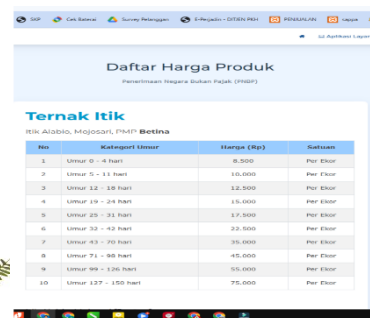 SKP Cek Baterai Survey Pelanggan E-Perjadin - DITJEN PKH PENJUALAN
Aplikasi
Daftar Harga Produk
Penerimaan Negara Bukan Pajak (PNBP)
Ternak Itik
Itik Alabio, Mojosari, PMP Betina
No Kategori Umur Harga (Rp) Satuan
1 Umur 0 - 4 hari 8.500 Per Ekor
2 Umur 5 - 11 hari 10.000 Per Ekor
3 Umur 12 - 18 hari 12.500 Per Ekor
4 Umur 19 - 24 hari 15.000 Per Ekor
5 Umur 25 - 31 hari 17.500 Per Ekor
6 Umur 32 - 42 hari 22.500 Per Ekor
7 Umur 43 - 70 hari 35.000 Per Ekor
8 Umur 71 - 98 hari 45.000 Per Ekor
9 Umur 99 - 126 hari 55.000 Per Ekor
10 Umur 127 - 150 hari 75.000 Per Ekor